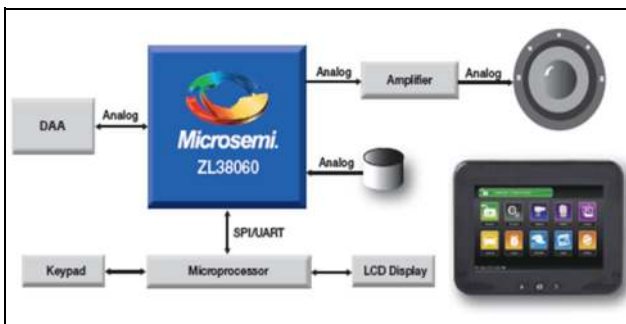 Analog
Amplifier
Analog
DAA
Analog
Microsemi.
ZL38060
Analog
SPI/UART
Keypad
Microprocessor
LCD Display